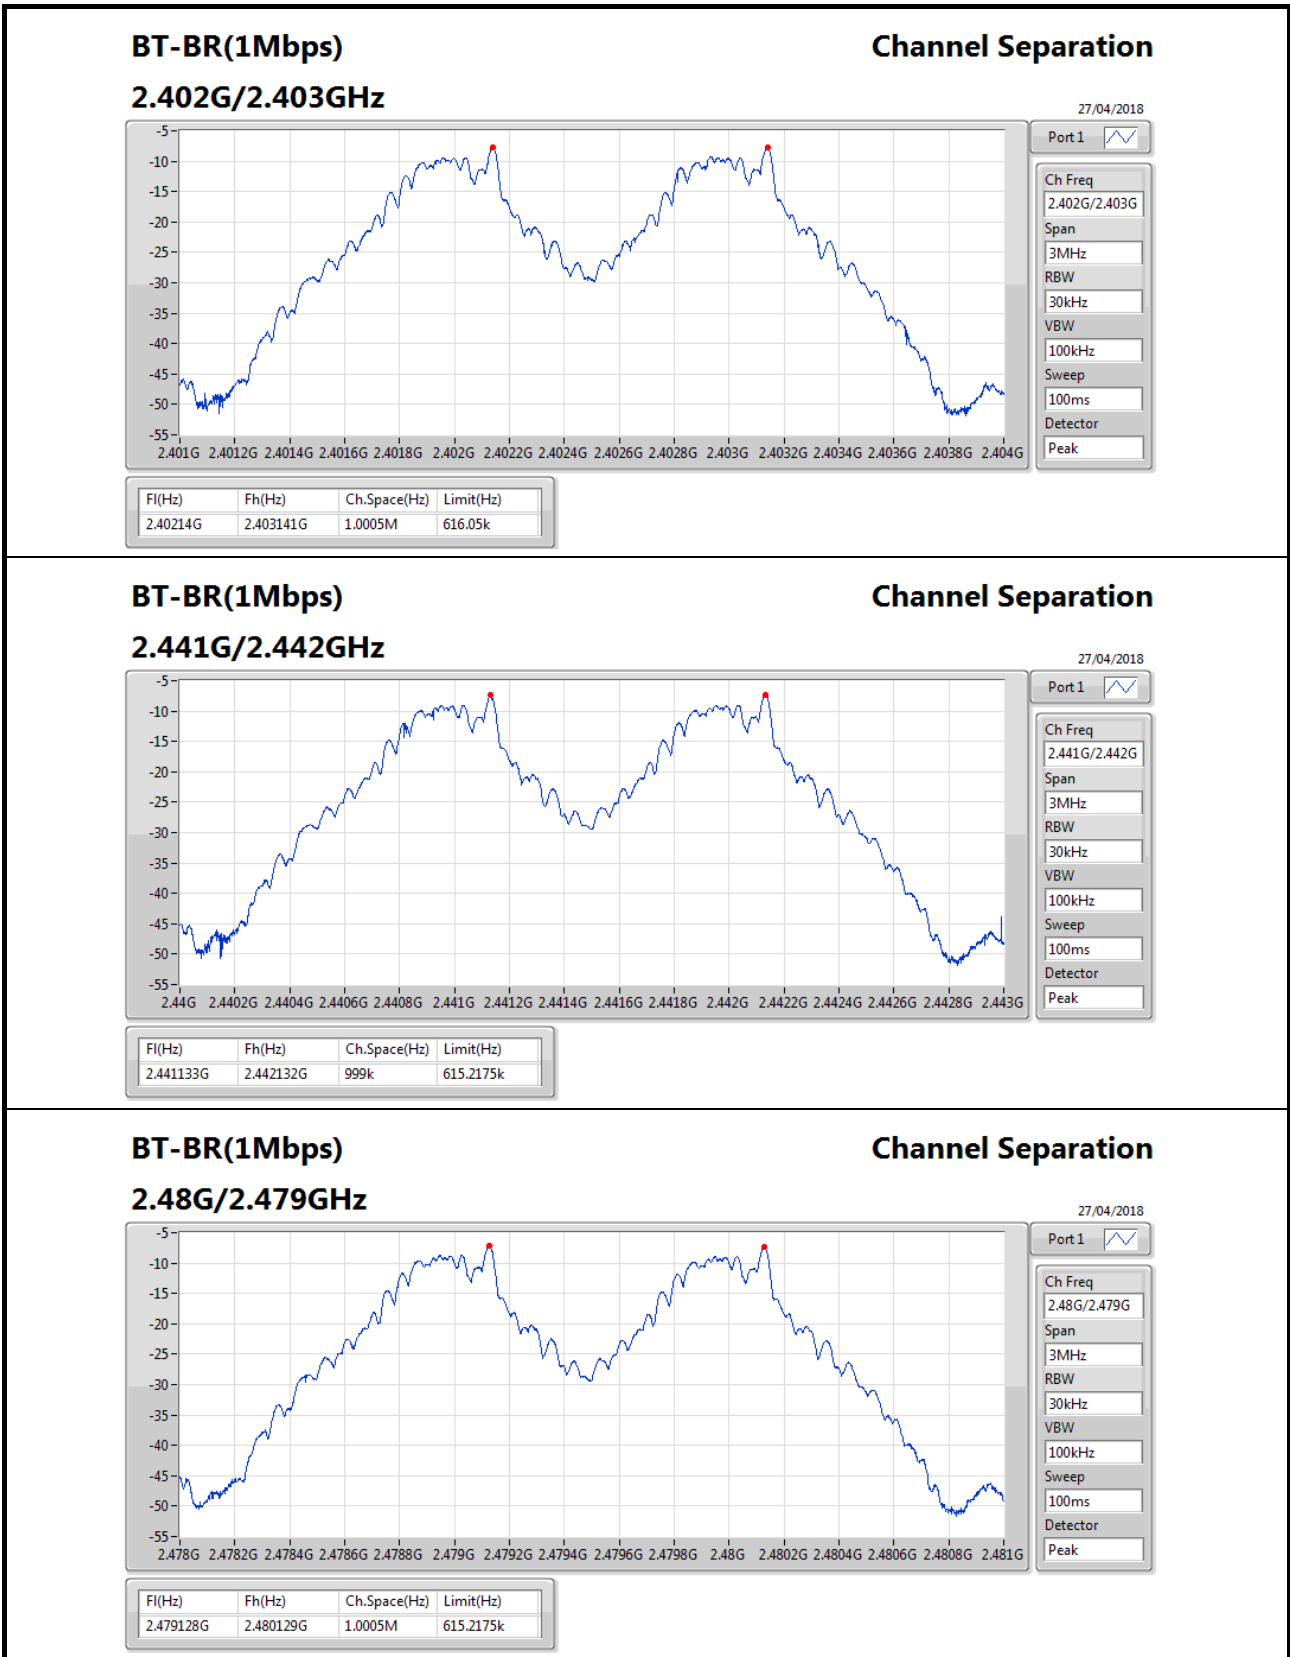 BT-BR(1Mbps)
Channel Separation
2.402G/2.403GHz
27/04/2018
Port 1
-5
-10
-15
-20
-25
-30
-35
-40
-45
-50
-55
2.401G 2.4012G 2.4014G 2.4016G 2.4018G 2.402G 2.4022G 2.4024G 2.4026G 2.4028G 2.403G 2.4032G 2.4034G 2.4036G 2.4038G 2.404G
Ch Freq
2.402G/2.403G
Span
3MHz
RBW
30kHz
VBW
100kHz
Sweep
100ms
Detector
Peak
Fl(Hz) Fh(Hz) Ch.Space(Hz) Limit(Hz)
2.40214G 2.403141G 1.0005M 616.05k
BT-BR(1Mbps)
Channel Separation
2.441G/2.442GHz
27/04/2018
Port 1
-5
-10
-15
-20
-25
-30
-35
-40
-45
-50
-55
2.44G 2.4402G 2.4404G 2.4406G 2.4408G 2.441G 2.4412G 2.4414G 2.4416G 2.4418G 2.442G 2.4422G 2.4424G 2.4426G 2.4428G 2.443G
Ch Freq
2.441G/2.442G
Span
3MHz
RBW
30kHz
VBW
100kHz
Sweep
100ms
Detector
Peak
Fl(Hz) Fh(Hz) Ch.Space(Hz) Limit(Hz)
2.441133G 2.442132G 999k 615.2175k
BT-BR(1Mbps)
Channel Separation
2.48G/2.479GHz
27/04/2018
Port 1
-5
-10
-15
-20
-25
-30
-35
-40
-45
-50
-55
2.478G 2.4782G 2.4784G 2.4786G 2.4788G 2.479G 2.4792G 2.4794G 2.4796G 2.4798G 2.48G 2.4802G 2.4804G 2.4806G 2.4808G 2.481G
Ch Freq
2.48G/2.479G
Span
3MHz
RBW
30kHz
VBW
100kHz
Sweep
100ms
Detector
Peak
Fl(Hz) Fh(Hz) Ch.Space(Hz) Limit(Hz)
2.479128G 2.480129G 1.0005M 615.2175k